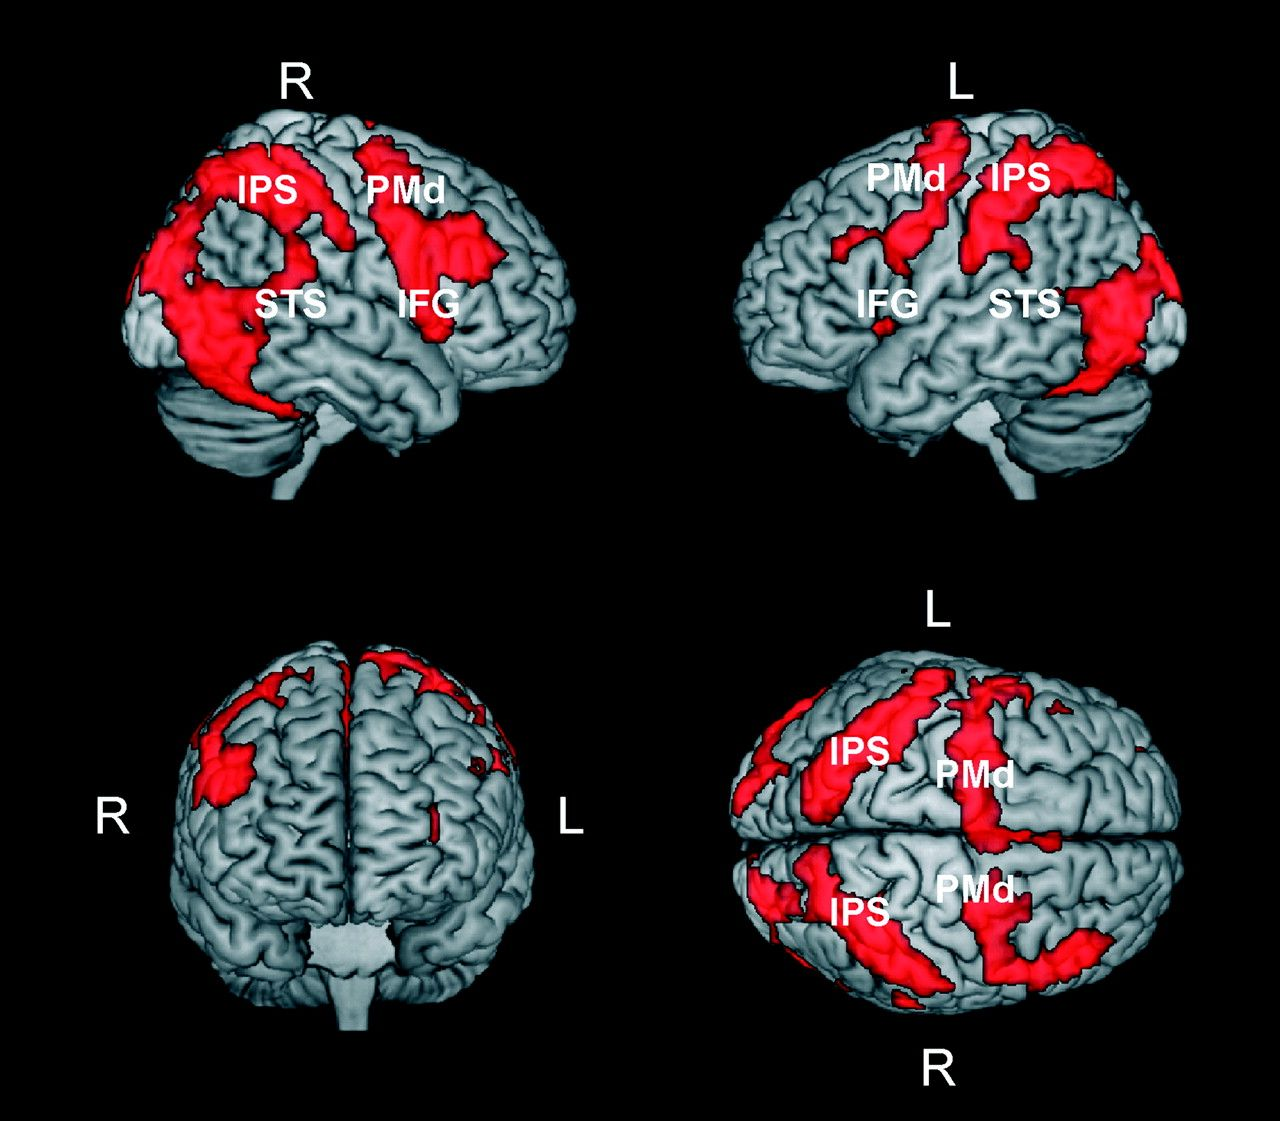 R
IPS PMd
STS IFG
L
PMd IPS
IFG STS
R L
L
IPS PMd
PMd
IPS
R